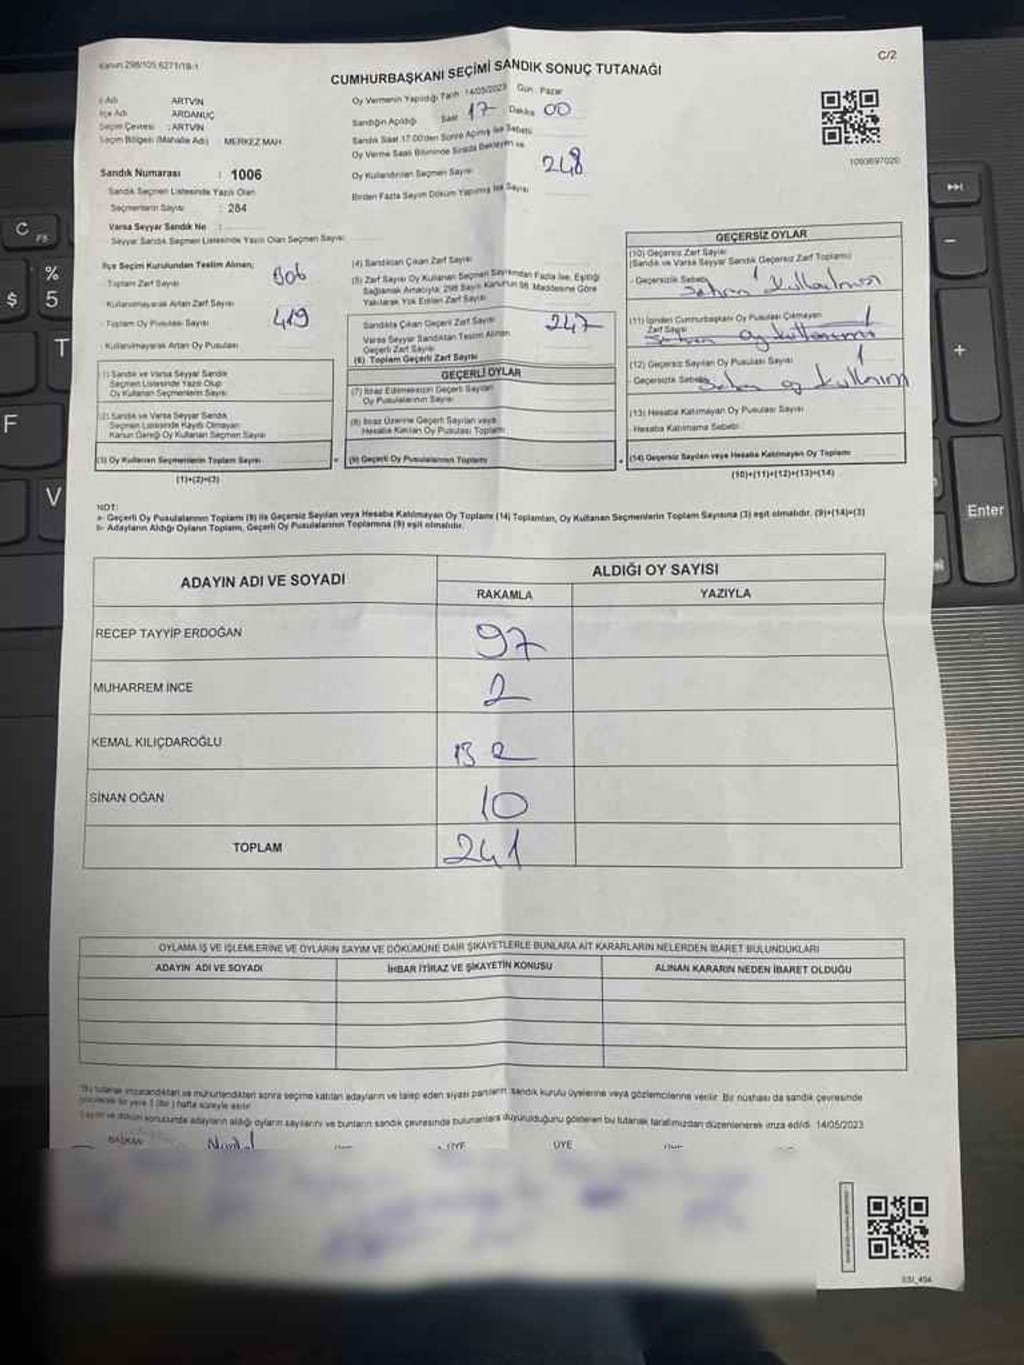 Kanun 298/105 6271/19-1
C/2
CUMHURBAŞKANI SEÇİMİ SANDIK SONUÇ TUTANAĞI
İl Adı ARTVİN
İlçe Adı ARDANUÇ
Seçim Çevresi : ARTVİN
Seçim Bölgesi (Mahalle Adı) MERKEZ MAH.
Oy Vermenin Yapıldığı Tarih 14/05/2023 Gün : Pazar
Sandığın Açıldığı Saat 17 Dakika 00
Sandık Saat 17:00'den Sonra Açılmış İse Sebebi
Oy Verme Saati Bitiminde Sırada Bekleyen
Oy Kullandırılan Seçmen Sayısı 248
Birden Fazla Sayım Döküm Yapılmış İse Sayısı
1093697020
Sandık Numarası : 1006
Sandık Seçmen Listesinde Yazılı Olan
Seçmenlerin Sayısı : 284
Varsa Seyyar Sandık No :
Seyyar Sandık Seçmen Listesinde Yazılı Olan Seçmen Sayısı:
İlçe Seçim Kurulundan Teslim Alınan;
Toplam Zarf Sayısı
Kullanılmayarak Artan Zarf Sayısı
Toplam Oy Pusulası Sayısı 419
Kullanılmayarak Artan Oy Pusulası
(4) Sandıktan Çıkan Zarf Sayısı
(5) Zarf Sayısı Oy Kullanan Seçmen Sayısından Fazla İse, Eşitliği
Sağlamak Amacıyla; 298 Sayılı Kanunun 98. Maddesine Göre
Yakılarak Yok Edilen Zarf Sayısı
Sandıkta Çıkan Geçerli Zarf Sayısı 247
Varsa Seyyar Sandıktan Teslim Alınan
Geçerli Zarf Sayısı
(6) Toplam Geçerli Zarf Sayısı
GEÇERSİZ OYLAR
(10) Geçersiz Zarf Sayısı
(Sandık ve Varsa Seyyar Sandık Geçersiz Zarf Toplamı) 1
- Geçersizlik Sebebi
(11) İçinden Cumhurbaşkanı Oy Pusulası Çıkmayan
Zarf Sayısı 1
(12) Geçersiz Sayılan Oy Pusulası Sayısı 1
- Geçersizlik Sebebi
(13) Hesaba Katılmayan Oy Pusulası Sayısı
- Hesaba Katılmama Sebebi
(14) Geçersiz Sayılan veya Hesaba Katılmayan Oy Toplamı
(10)+(11)+(12)+(13)=(14)
(1) Sandık ve Varsa Seyyar Sandık
Seçmen Listesinde Yazılı Olup
Oy Kullanan Seçmenlerin Sayısı
(2) Sandık ve Varsa Seyyar Sandık
Seçmen Listesinde Kaydı Olmayan
Kanun Gereği Oy Kullanan Seçmen Sayısı
(3) Oy Kullanan Seçmenlerin Toplam Sayısı =
(1)+(2)=(3)
GEÇERLİ OYLAR
(7) İtiraz Edilmeksizin Geçerli Sayılan
Oy Pusulalarının Sayısı
(8) İtiraz Üzerine Geçerli Sayılan veya
Hesaba Katılan Oy Pusulası Toplamı
(9) Geçerli Oy Pusulalarının Toplamı +
NOT:
a- Geçerli Oy Pusulalarının Toplamı (9) ile Geçersiz Sayılan veya Hesaba Katılmayan Oy Toplamı (14) Toplamları, Oy Kullanan Seçmenlerin Toplam Sayısına (3) eşit olmalıdır. (9)+(14)=(3)
b- Adayların Aldığı Oyların Toplamı, Geçerli Oy Pusulalarının Toplamına (9) eşit olmalıdır.
ADAYIN ADI VE SOYADI
ALDIĞI OY SAYISI
RAKAMLA YAZIYLA
RECEP TAYYİP ERDOĞAN 97
MUHARREM İNCE 2
KEMAL KILIÇDAROĞLU 132
SİNAN OĞAN 10
TOPLAM 241
OYLAMA İŞ VE İŞLEMLERİNE VE OYLARIN SAYIM VE DÖKÜMÜNE DAİR ŞİKAYETLERLE BUNLARA AİT KARARLARIN NELERDEN İBARET BULUNDUKLARI
ADAYIN ADI VE SOYADI İHBAR İTİRAZ VE ŞİKAYETİN KONUSU ALINAN KARARIN NEDEN İBARET OLDUĞU
Bu tutanak imzalandıktan ve mühürlendikten sonra seçime katılan adayların ve talep eden siyasi partilerin sandık kurulu üyelerine veya gözlemcilerine verilir. Bir nüshası da sandık çevresinde
görülecek bir yere 1 (bir) hafta süreyle asılır.
Sayım ve döküm sonucunda adayların aldığı oyların sayılarını ve bunların sandık çevresinde bulunanlara duyurulduğunu gösteren bu tutanak tarafımızdan düzenlenerek imza edildi. 14/05/2023
BAŞKAN ÜYE ÜYE
SSI_494
C F5
$ % 5
T
F
V
- 
+
Enter